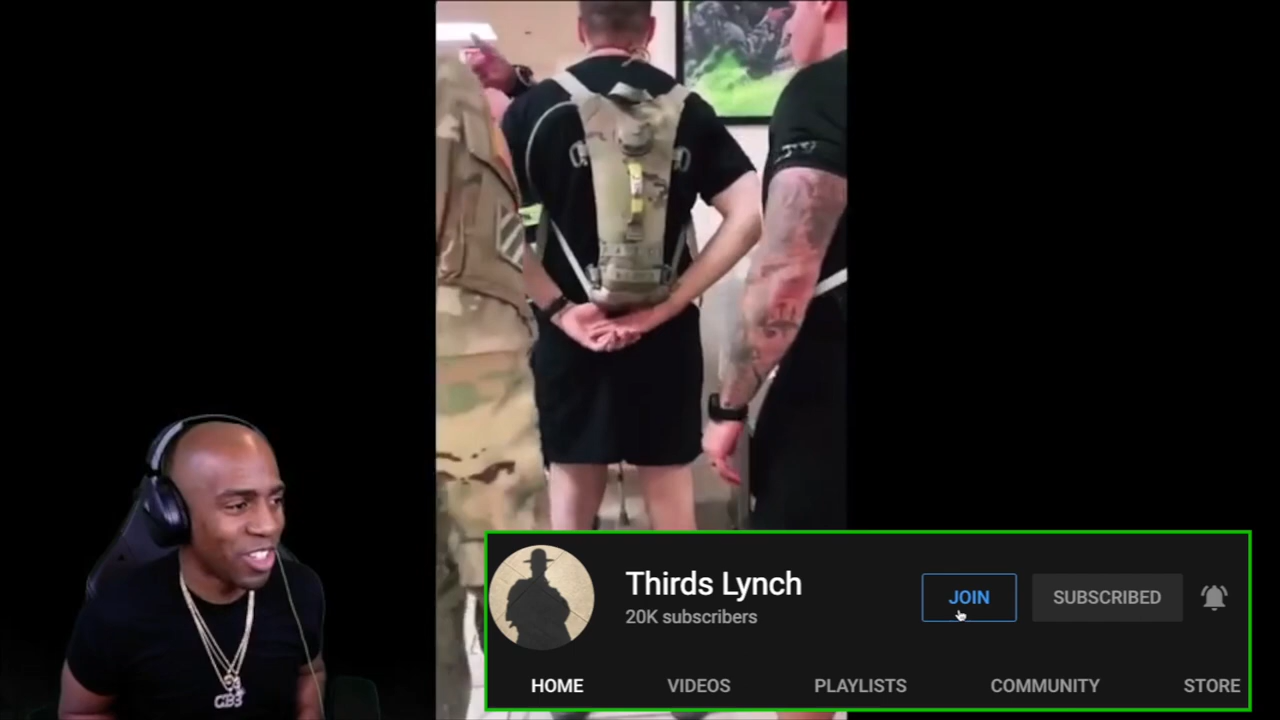 Thirds Lynch
20K subscribers
JOIN
SUBSCRIBED
HOME
VIDEOS
PLAYLISTS
COMMUNITY
STORE